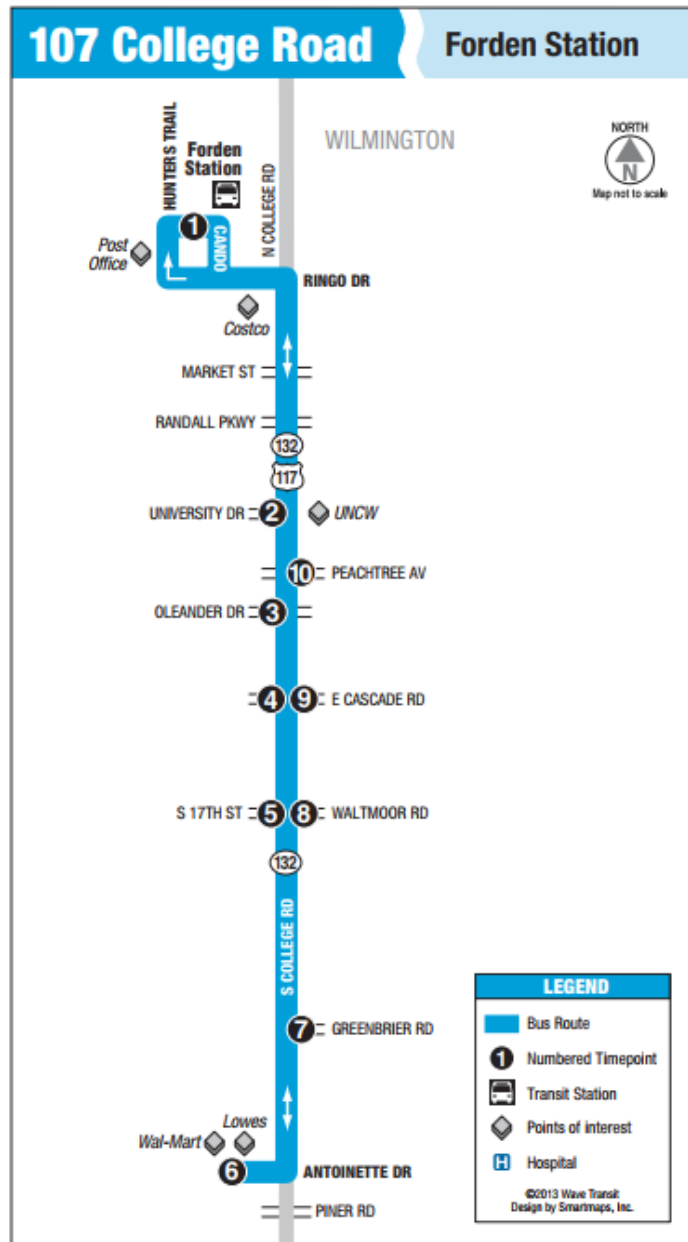 107 College Road
Forden Station
HUNTERS TRAIL
Forden
Station
N COLLEGE RD
WILMINGTON
NORTH
N
Map not to scale
1
CANDO
Post
Office
RINGO DR
Costco
MARKET ST
RANDALL PKWY
132
117
UNIVERSITY DR
2
UNCW
10
PEACHTREE AV
OLEANDER DR
3
4
9
E CASCADE RD
S 17TH ST
5
8
WALTMOOR RD
132
S COLLEGE RD
7
GREENBRIER RD
Lowes
Wal-Mart
6
ANTOINETTE DR
PINER RD
LEGEND
Bus Route
1 Numbered Timepoint
Transit Station
Points of interest
H Hospital
©2013 Wave Transit
Design by Smartmaps, Inc.